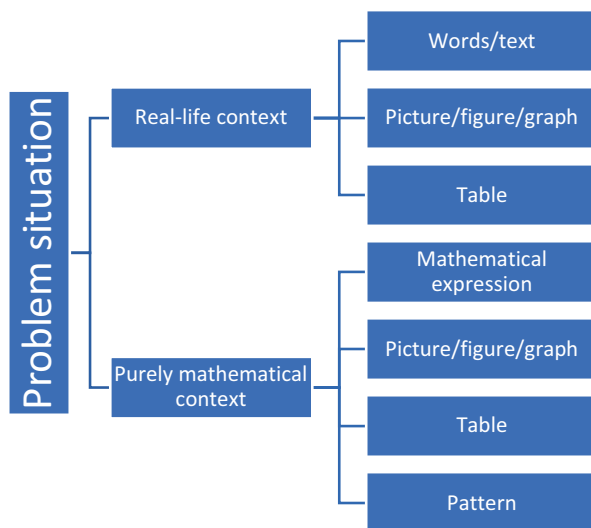 Problem situation
Real-life context
Words/text
Picture/figure/graph
Table
Purely mathematical
context
Mathematical
expression
Picture/figure/graph
Table
Pattern